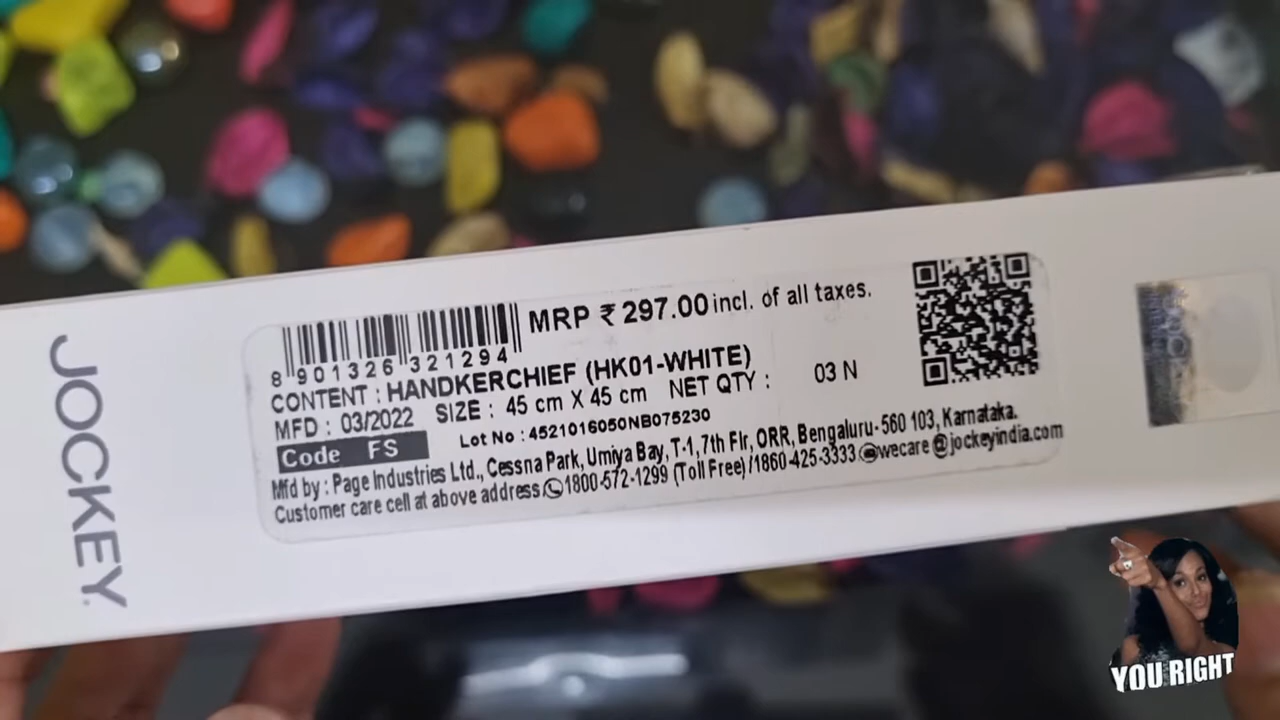 JOCKEY
MRP ₹ 297.00 incl. of all taxes.
8 901326 321294
CONTENT : HANDKERCHIEF (HK01-WHITE)
MFD : 03/2022 SIZE : 45 cm X 45 cm NET QTY : 03 N
Code FS Lot No : 4521016050NB075230
Mfd by : Page Industries Ltd., Cessna Park, Umiya Bay, T-1, 7th Flr, ORR, Bengaluru-560 103, Karnataka.
Customer care cell at above address 1800-572-1299 (Toll Free) /1860-425-3333 wecare@jockeyindia.com
YOU RIGHT